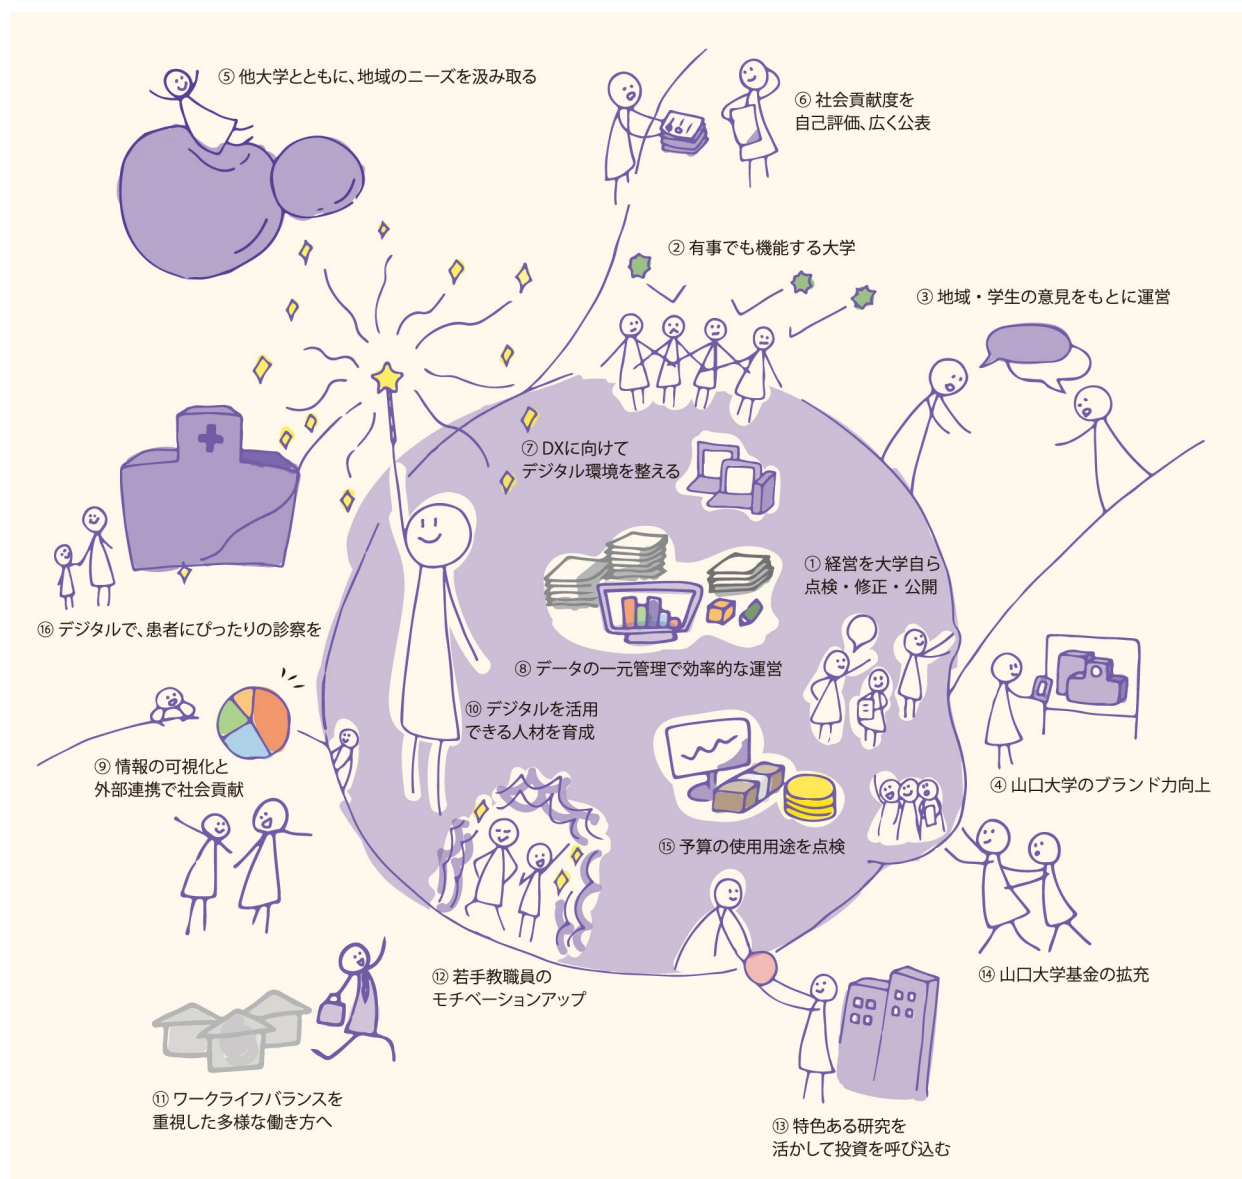 ⑤ 他大学とともに、地域のニーズを汲み取る
⑥ 社会貢献度を
自己評価、広く公表
② 有事でも機能する大学
③ 地域・学生の意見をもとに運営
⑦ DXに向けて
デジタル環境を整える
① 経営を大学自ら
点検・修正・公開
⑯ デジタルで、患者にぴったりの診察を
⑧ データの一元管理で効率的な運営
⑩ デジタルを活用
できる人材を育成
⑨ 情報の可視化と
外部連携で社会貢献
④ 山口大学のブランド力向上
⑮ 予算の使用用途を点検
⑫ 若手教職員の
モチベーションアップ
⑭ 山口大学基金の拡充
⑪ ワークライフバランスを
重視した多様な働き方へ
⑬ 特色ある研究を
活かして投資を呼び込む